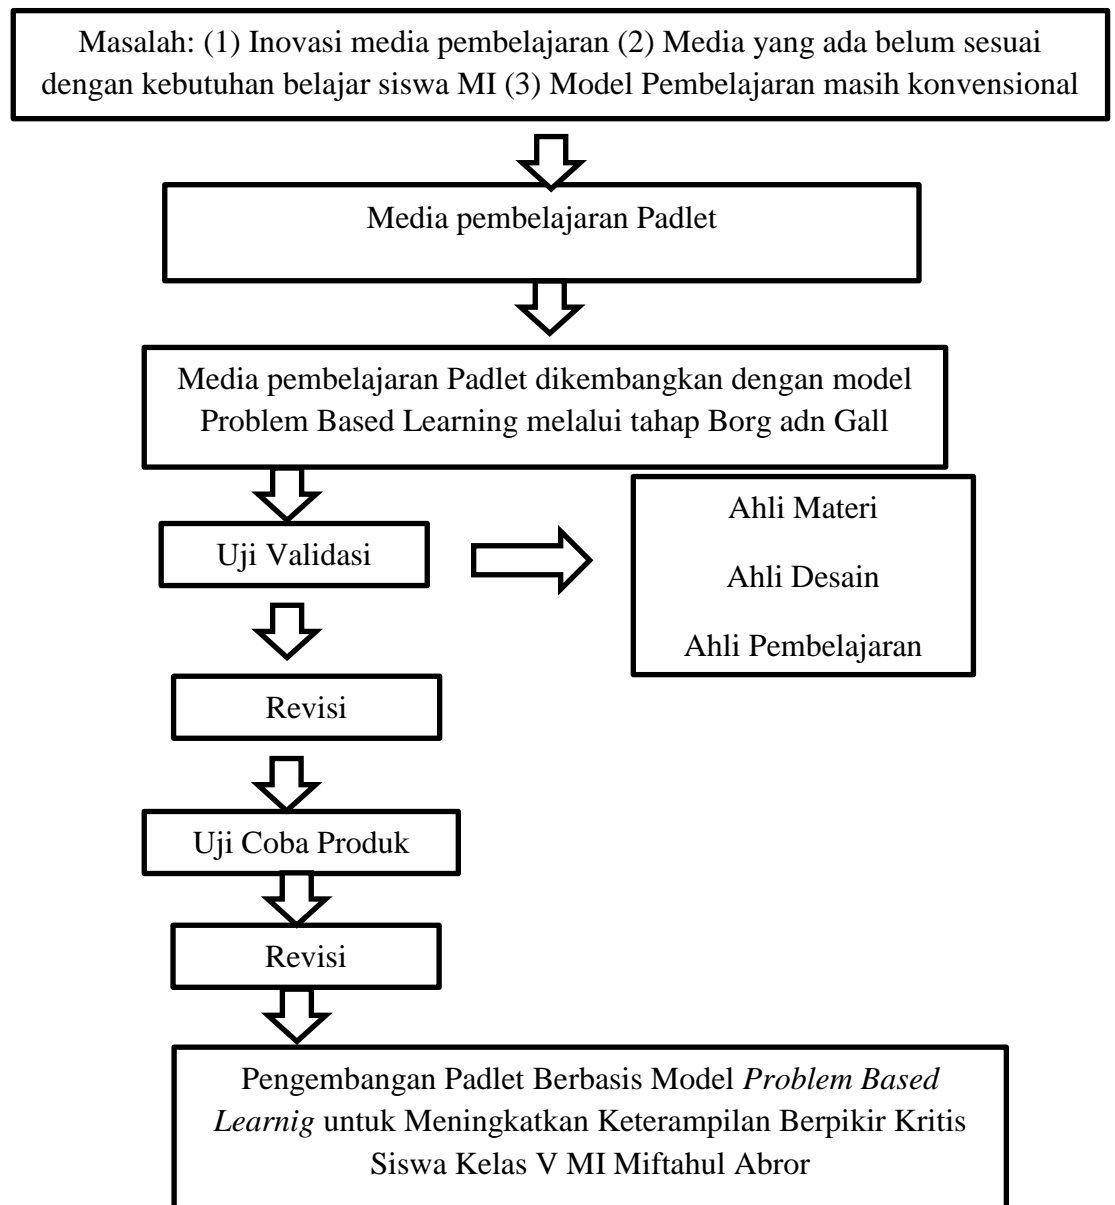 Masalah: (1) Inovasi media pembelajaran (2) Media yang ada belum sesuai
dengan kebutuhan belajar siswa MI (3) Model Pembelajaran masih konvensional
Media pembelajaran Padlet
Media pembelajaran Padlet dikembangkan dengan model
Problem Based Learning melalui tahap Borg adn Gall
Uji Validasi
Ahli Materi
Ahli Desain
Ahli Pembelajaran
Revisi
Uji Coba Produk
Revisi
Pengembangan Padlet Berbasis Model Problem Based
Learnig untuk Meningkatkan Keterampilan Berpikir Kritis
Siswa Kelas V MI Miftahul Abror